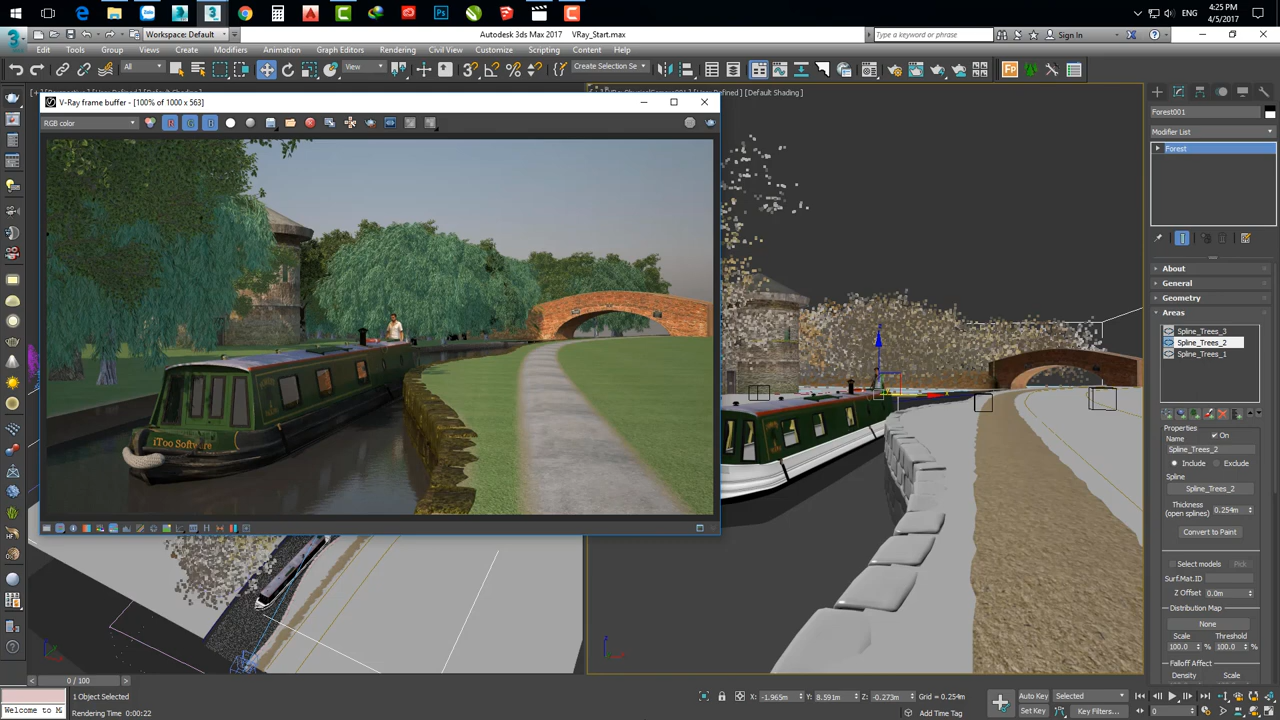 4:25 PM
ENG
4/5/2017
Workspace: Default
Autodesk 3ds Max 2017
VRay_Start.max
Type a keyword or phrase
Sign In
Edit
Tools
Group
Views
Create
Modifiers
Animation
Graph Editors
Rendering
Civil View
Customize
Scripting
Content
Help
All
View
Create Selection Se
Fp
V-Ray frame buffer - [100% of 1000 x 563]
[Default Shading]
RGB color
iToo Software
Forest001
Modifier List
Forest
About
General
Geometry
Areas
Spline_Trees_3
Spline_Trees_2
Spline_Trees_1
Properties
Name
On
Spline_Trees_2
Include
Exclude
Spline
Spline_Trees_2
Thickness
(open splines)
0.254m
Convert to Paint
Select models
Pick
Surf.Mat.ID
Z Offset
0.0m
Distribution Map
None
Scale
Threshold
100.0
%
100.0
%
Falloff Affect
Density
Scale
0 / 100
1 Object Selected
X: -1.965m
Y: 8.591m
Z: -0.273m
Grid = 0.254m
Auto Key
Selected
Welcome to M
Rendering Time 0:00:22
Add Time Tag
Set Key
Key Filters...
0